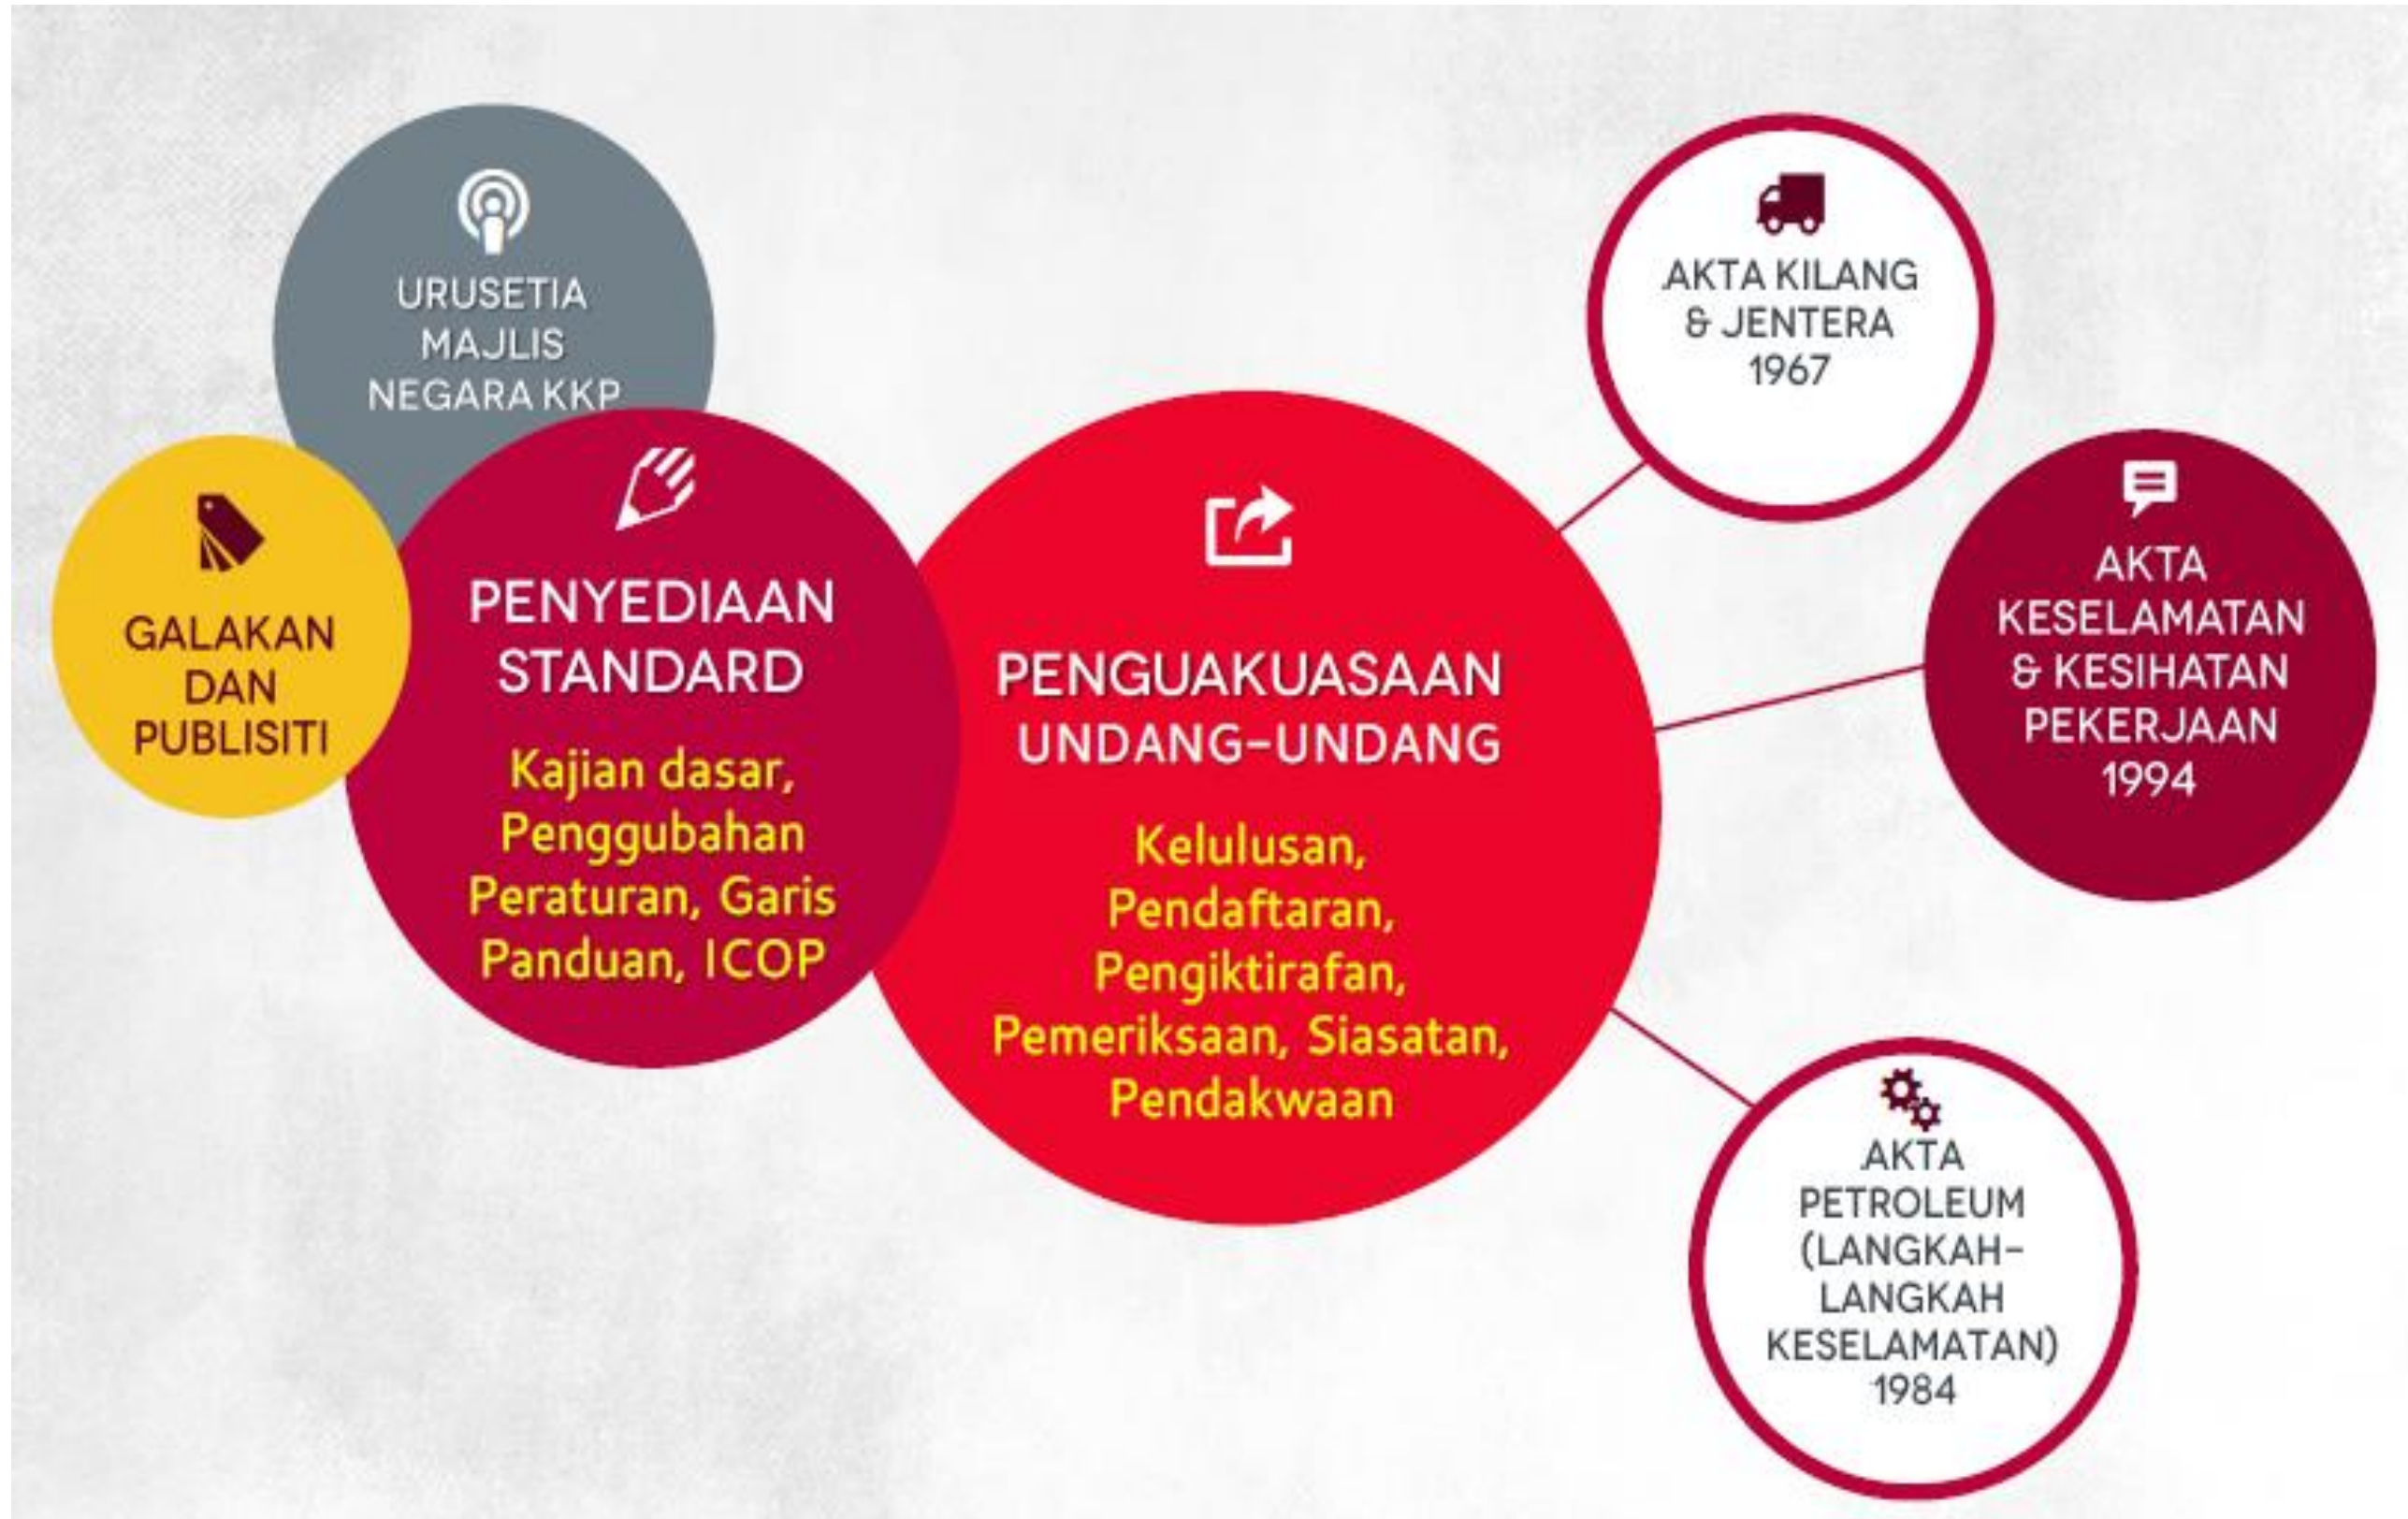 URUSETIA
MAJLIS
NEGARA KKP
GALAKAN
DAN
PUBLISITI
PENYEDIAAN
STANDARD
Kajian dasar,
Penggubahan
Peraturan, Garis
Panduan, ICOP
PENGUAKUASAAN
UNDANG-UNDANG
Kelulusan,
Pendaftaran,
Pengiktirafan,
Pemeriksaan, Siasatan,
Pendakwaan
AKTA KILANG
& JENTERA
1967
AKTA
KESELAMATAN
& KESIHATAN
PEKERJAAN
1994
AKTA
PETROLEUM
(LANGKAH-
LANGKAH
KESELAMATAN)
1984